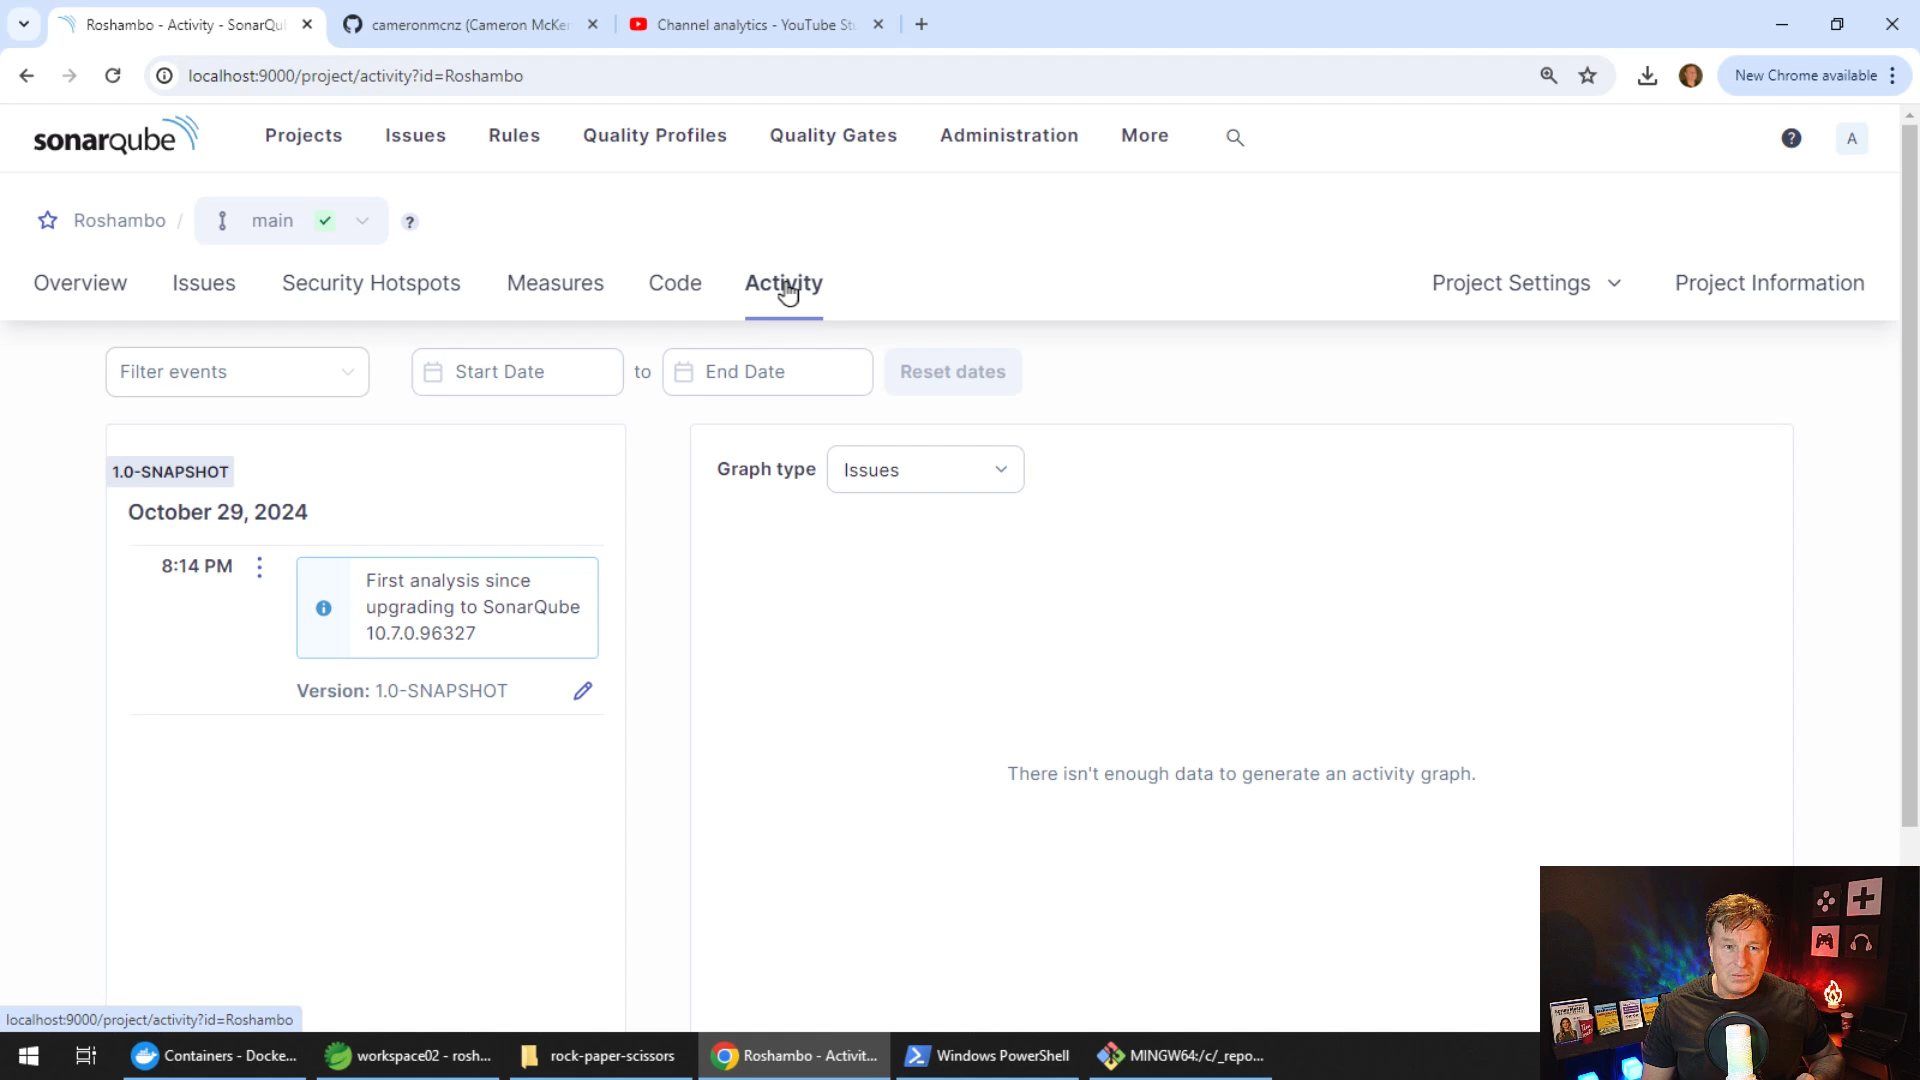 Roshambo - Activity - SonarQu
cameronmcnz (Cameron McKen
Channel analytics - YouTube Stu
localhost:9000/project/activity?id=Roshambo
New Chrome available
sonarqube
Projects
Issues
Rules
Quality Profiles
Quality Gates
Administration
More
?
A
Roshambo /
main
?
Overview
Issues
Security Hotspots
Measures
Code
Activity
Project Settings
Project Information
Filter events
Start Date
to
End Date
Reset dates
1.0-SNAPSHOT
October 29, 2024
8:14 PM
First analysis since
upgrading to SonarQube
10.7.0.96327
Version: 1.0-SNAPSHOT
Graph type
Issues
There isn't enough data to generate an activity graph.
localhost:9000/project/activity?id=Roshambo
Containers - Docke...
workspace02 - rosh...
rock-paper-scissors
Roshambo - Activit...
Windows PowerShell
MINGW64:/c/_repo...